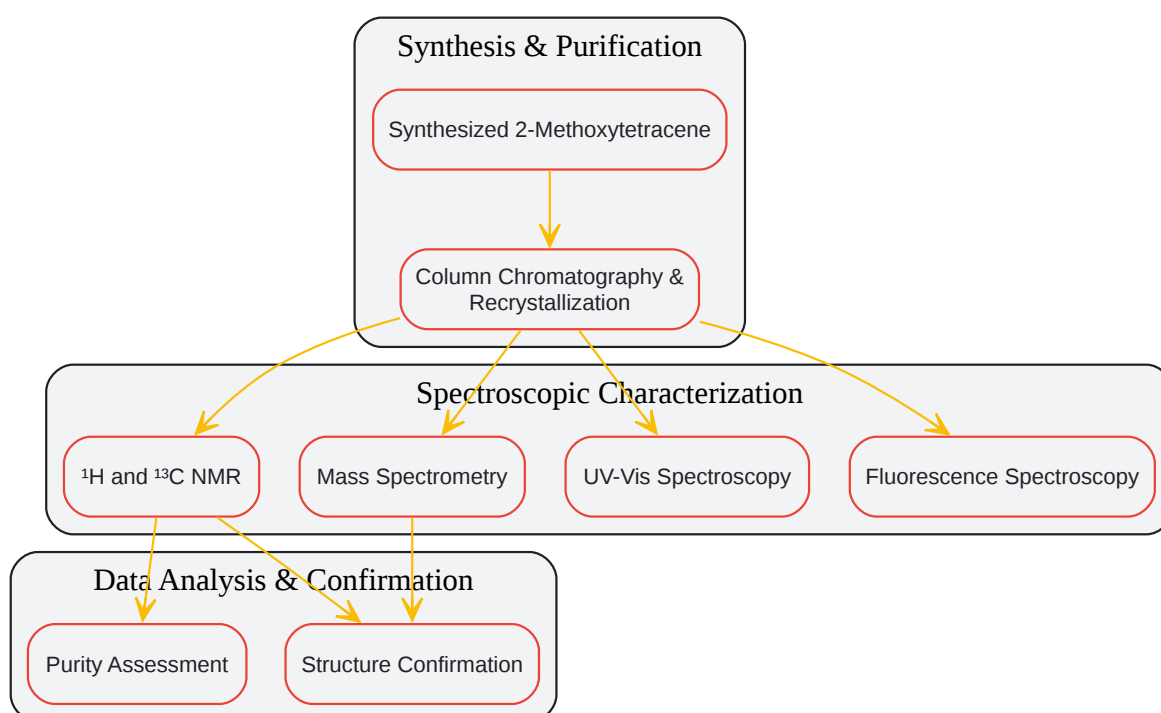 Synthesis & Purification
Synthesized 2-Methoxytetracene
Column Chromatography &
Recrystallization
Spectroscopic Characterization
¹H and ¹³C NMR
Mass Spectrometry
UV-Vis Spectroscopy
Fluorescence Spectroscopy
Data Analysis & Confirmation
Purity Assessment
Structure Confirmation